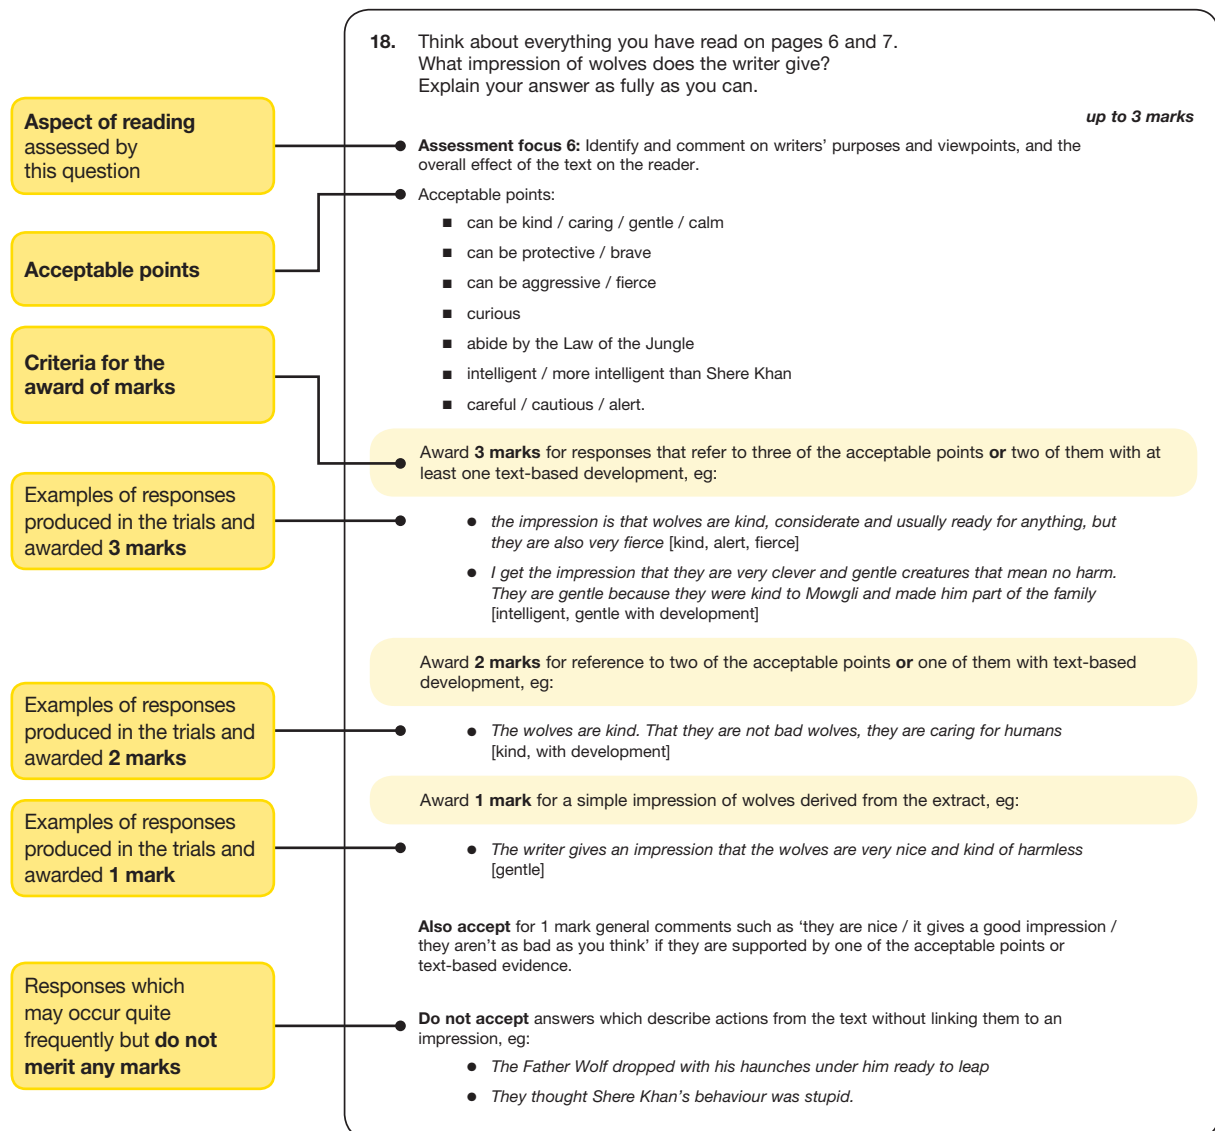 18. Think about everything you have read on pages 6 and 7.
What impression of wolves does the writer give?
Explain your answer as fully as you can.
up to 3 marks
Aspect of reading
assessed by
this question
Assessment focus 6: Identify and comment on writers' purposes and viewpoints, and the
overall effect of the text on the reader.
Acceptable points
Acceptable points:
■ can be kind / caring / gentle / calm
■ can be protective / brave
■ can be aggressive / fierce
■ curious
■ abide by the Law of the Jungle
■ intelligent / more intelligent than Shere Khan
■ careful / cautious / alert.
Criteria for the
award of marks
Award 3 marks for responses that refer to three of the acceptable points or two of them with at
least one text-based development, eg:
Examples of responses
produced in the trials and
awarded 3 marks
● the impression is that wolves are kind, considerate and usually ready for anything, but
they are also very fierce [kind, alert, fierce]
● I get the impression that they are very clever and gentle creatures that mean no harm.
They are gentle because they were kind to Mowgli and made him part of the family
[intelligent, gentle with development]
Award 2 marks for reference to two of the acceptable points or one of them with text-based
development, eg:
Examples of responses
produced in the trials and
awarded 2 marks
● The wolves are kind. That they are not bad wolves, they are caring for humans
[kind, with development]
Award 1 mark for a simple impression of wolves derived from the extract, eg:
Examples of responses
produced in the trials and
awarded 1 mark
● The writer gives an impression that the wolves are very nice and kind of harmless
[gentle]
Also accept for 1 mark general comments such as 'they are nice / it gives a good impression /
they aren't as bad as you think' if they are supported by one of the acceptable points or
text-based evidence.
Responses which
may occur quite
frequently but do not
merit any marks
Do not accept answers which describe actions from the text without linking them to an
impression, eg:
● The Father Wolf dropped with his haunches under him ready to leap
● They thought Shere Khan's behaviour was stupid.